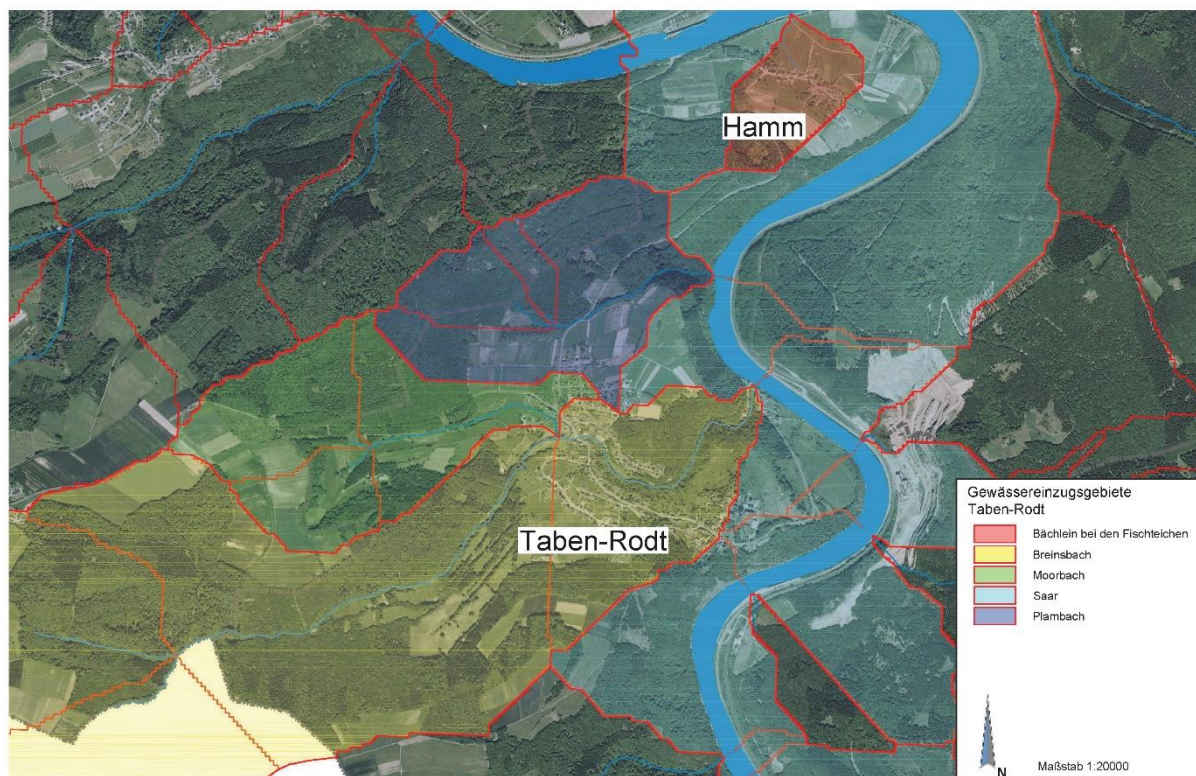 Hamm
Taben-Rodt
Gewässereinzugsgebiete
Taben-Rodt
Bächlein bei den Fischteichen
Breinsbach
Moorbach
Saar
Plambach
N
Maßstab 1:20000